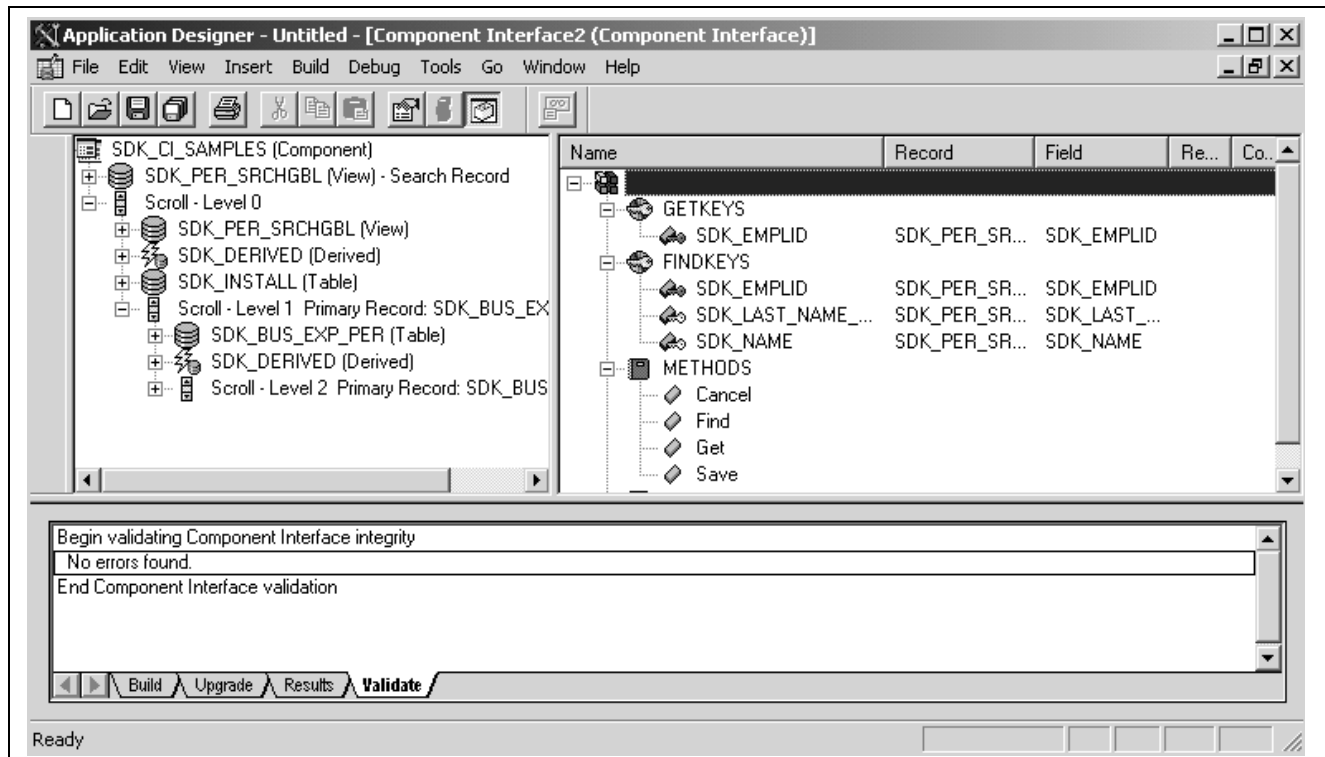 Application Designer - Untitled - [Component Interface2 (Component Interface)]
File Edit View Insert Build Debug Tools Go Window Help
SDK_CI_SAMPLES (Component)
SDK_PER_SRCHGBL (View) - Search Record
Scroll - Level 0
SDK_PER_SRCHGBL (View)
SDK_DERIVED (Derived)
SDK_INSTALL (Table)
Scroll - Level 1 Primary Record: SDK_BUS_EX
SDK_BUS_EXP_PER (Table)
SDK_DERIVED (Derived)
Scroll - Level 2 Primary Record: SDK_BUS
Name Record Field Re... Co...
GETKEYS
SDK_EMPLID SDK_PER_SR... SDK_EMPLID
FINDKEYS
SDK_EMPLID SDK_PER_SR... SDK_EMPLID
SDK_LAST_NAME_... SDK_PER_SR... SDK_LAST_...
SDK_NAME SDK_PER_SR... SDK_NAME
METHODS
Cancel
Find
Get
Save
Begin validating Component Interface integrity
No errors found.
End Component Interface validation
Build Upgrade Results Validate
Ready